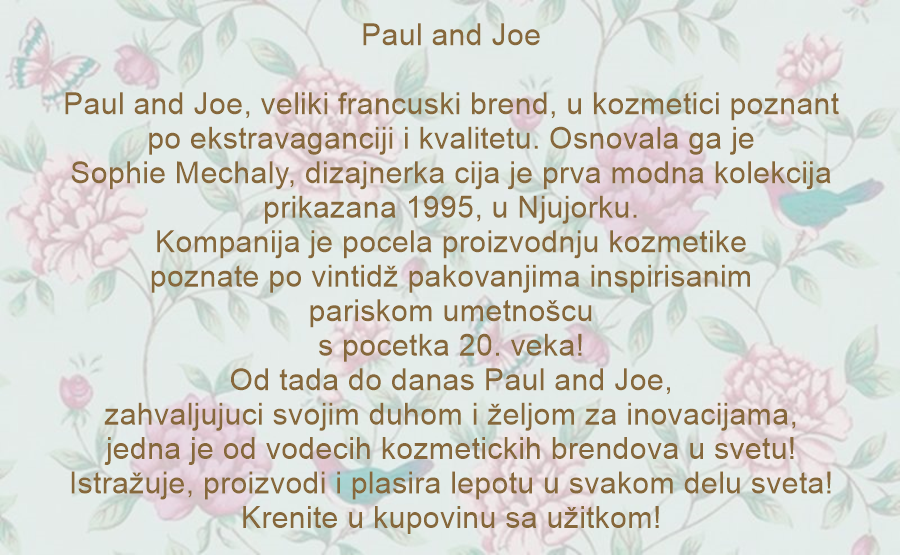 Paul and Joe
Paul and Joe, veliki francuski brend, u kozmetici poznant
po ekstravaganciji i kvalitetu. Osnovala ga je
Sophie Mechaly, dizajnerka cija je prva modna kolekcija
prikazana 1995, u Njujorku.
Kompanija je pocela proizvodnju kozmetike
poznate po vintidž pakovanjima inspirisanim
pariskom umetnošcu
s pocetka 20. veka!
Od tada do danas Paul and Joe,
zahvaljujuci svojim duhom i željom za inovacijama,
jedna je od vodecih kozmetickih brendova u svetu!
Istražuje, proizvodi i plasira lepotu u svakom delu sveta!
Krenite u kupovinu sa užitkom!